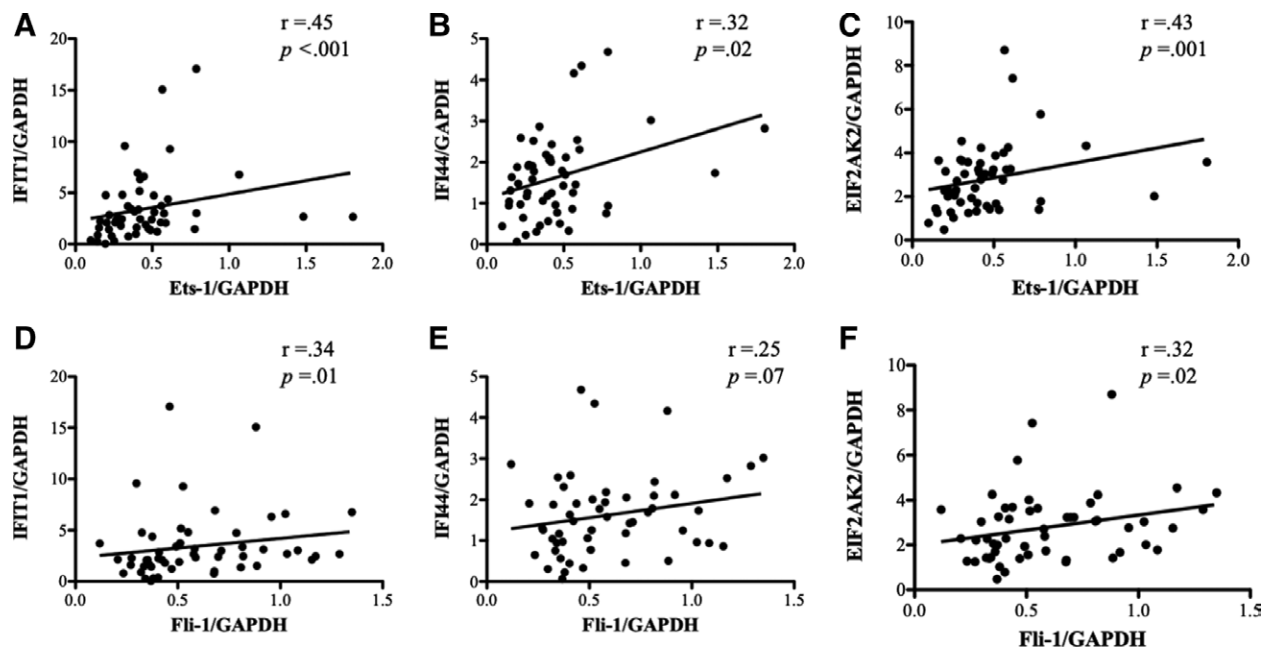 A
r =.45
p <.001
IFIT1/GAPDH
20
15
10
5
0
0.0 0.5 1.0 1.5 2.0
Ets-1/GAPDH
B
r =.32
p =.02
IFI44/GAPDH
5
4
3
2
1
0
0.0 0.5 1.0 1.5 2.0
Ets-1/GAPDH
C
r =.43
p =.001
EIF2AK2/GAPDH
10
8
6
4
2
0
0.0 0.5 1.0 1.5 2.0
Ets-1/GAPDH
D
r =.34
p =.01
IFIT1/GAPDH
20
15
10
5
0
0.0 0.5 1.0 1.5
Fli-1/GAPDH
E
r =.25
p =.07
IFI44/GAPDH
5
4
3
2
1
0
0.0 0.5 1.0 1.5
Fli-1/GAPDH
F
r =.32
p =.02
EIF2AK2/GAPDH
10
8
6
4
2
0
0.0 0.5 1.0 1.5
Fli-1/GAPDH